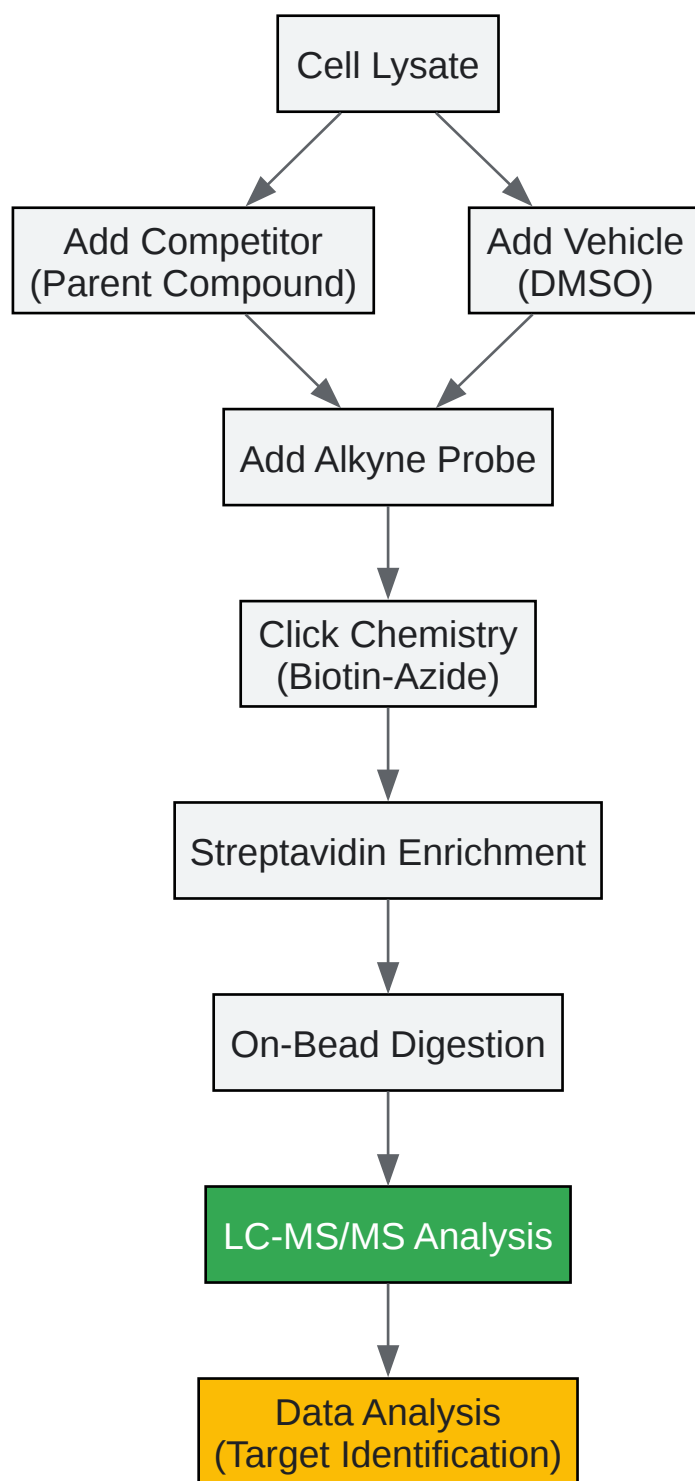 Cell Lysate
Add Competitor
(Parent Compound)
Add Vehicle
(DMSO)
Add Alkyne Probe
Click Chemistry
(Biotin-Azide)
Streptavidin Enrichment
On-Bead Digestion
LC-MS/MS Analysis
Data Analysis
(Target Identification)